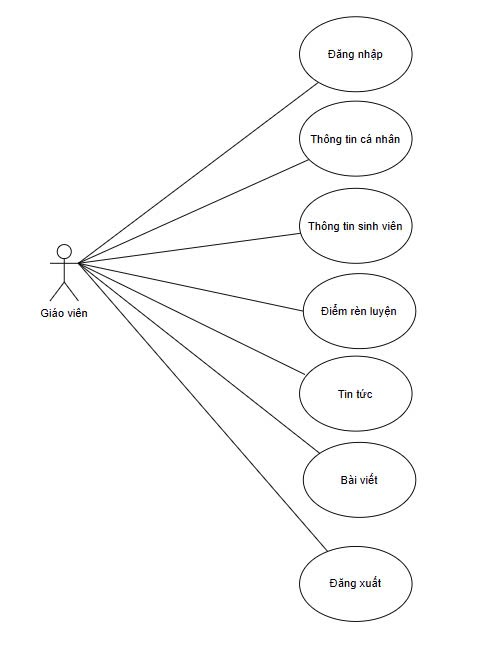 Đăng nhập
Thông tin cá nhân
Thông tin sinh viên
Giáo viên
Điểm rèn luyện
Tin tức
Bài viết
Đăng xuất